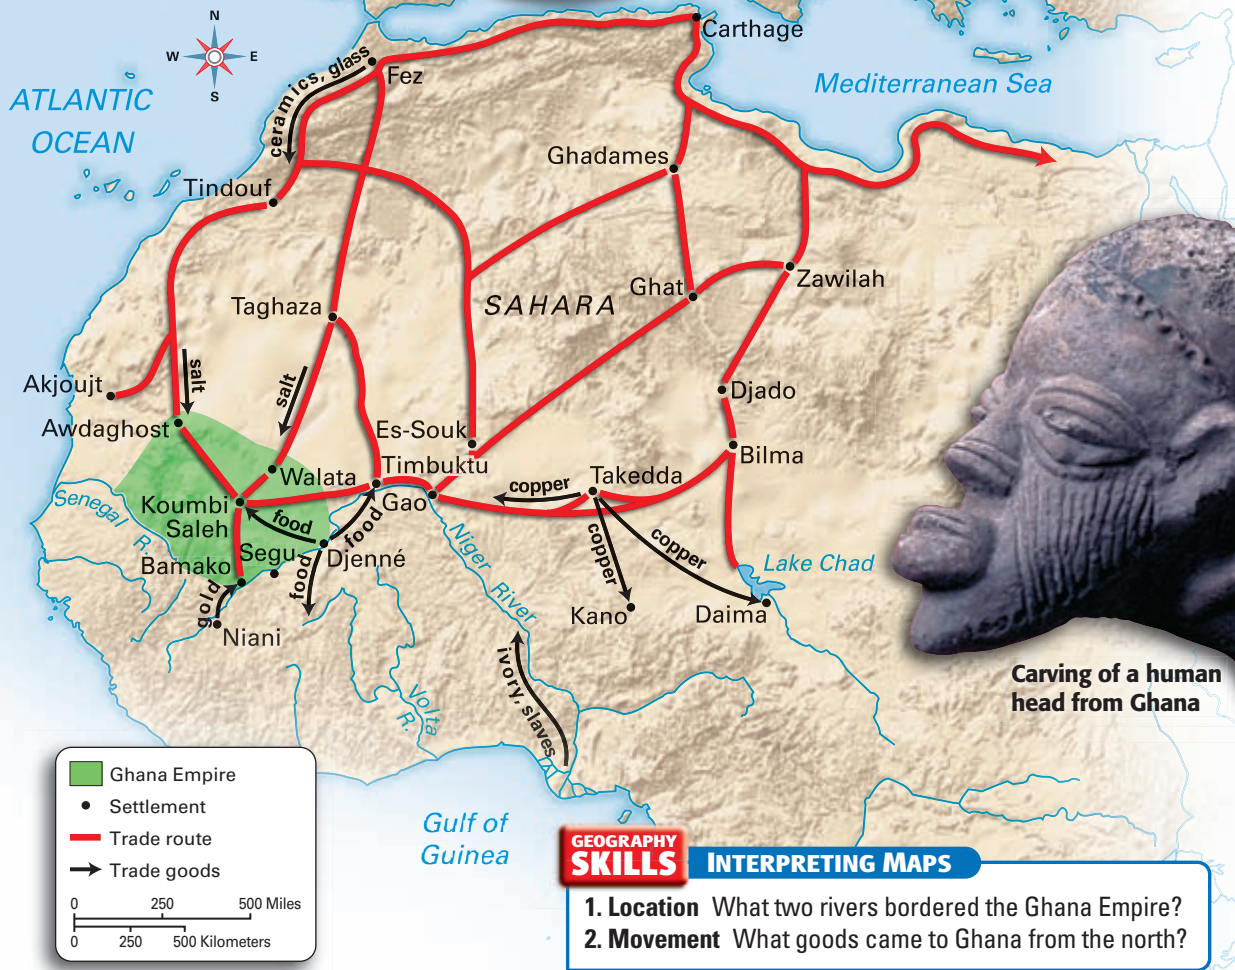 N
W
E
S
ATLANTIC
OCEAN
Mediterranean Sea
Carthage
Fez
ceramics, glass
Ghadames
Tindouf
Zawilah
Ghat
SAHARA
Taghaza
salt
salt
Akjoujt
Djado
Awdaghost
Es-Souk
Bilma
Walata
Timbuktu
Takedda
copper
Gao
Koumbi
Saleh
Senegal
R.
food
food
food
Segu
Djenné
Bamako
copper
copper
Niger River
Lake Chad
gold
Niani
Kano
Daima
ivory, slaves
Volta
R.
Carving of a human
head from Ghana
Ghana Empire
Settlement
Trade route
Trade goods
0 250 500 Miles
0 250 500 Kilometers
Gulf of
Guinea
GEOGRAPHY
SKILLS
INTERPRETING MAPS
1. Location What two rivers bordered the Ghana Empire?
2. Movement What goods came to Ghana from the north?